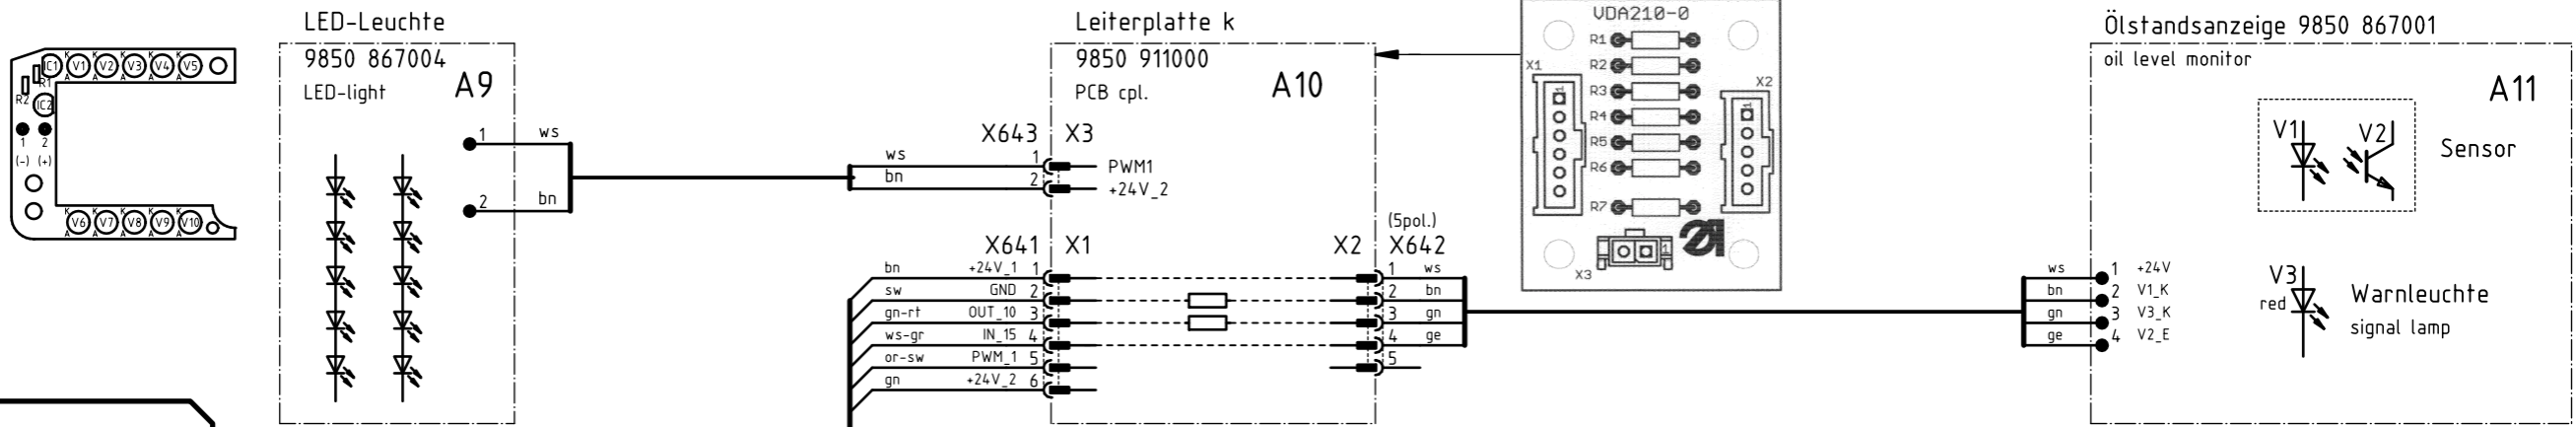 LED-Leuchte
9850 867004
LED-light
A9
1 ws
2 bn
IC1 V1 V2 V3 V4 V5
K K K K K
A A A A A
R1
R2
IC2
1 2
(-) (+)
K K K K K
V6 V7 V8 V9 V10
A A A A A
Leiterplatte k
9850 911000
PCB cpl.
A10
X643 X3
ws 1 PWM1
bn 2 +24V_2
X641 X1
bn +24V_1 1
sw GND 2
gn-rt OUT_10 3
ws-gr IN_15 4
or-sw PWM_1 5
gn +24V_2 6
(5pol.)
X2 X642
1 ws
2 bn
3 gn
4 ge
5
VDA210-0
R1
X1 R2
X2
R3
R4
R5
R6
R7
X3
1
1
1
Ölstandsanzeige 9850 867001
oil level monitor
A11
V1 V2
Sensor
ws 1 +24V
bn 2 V1_K
gn 3 V3_K
ge 4 V2_E
V3
red
Warnleuchte
signal lamp